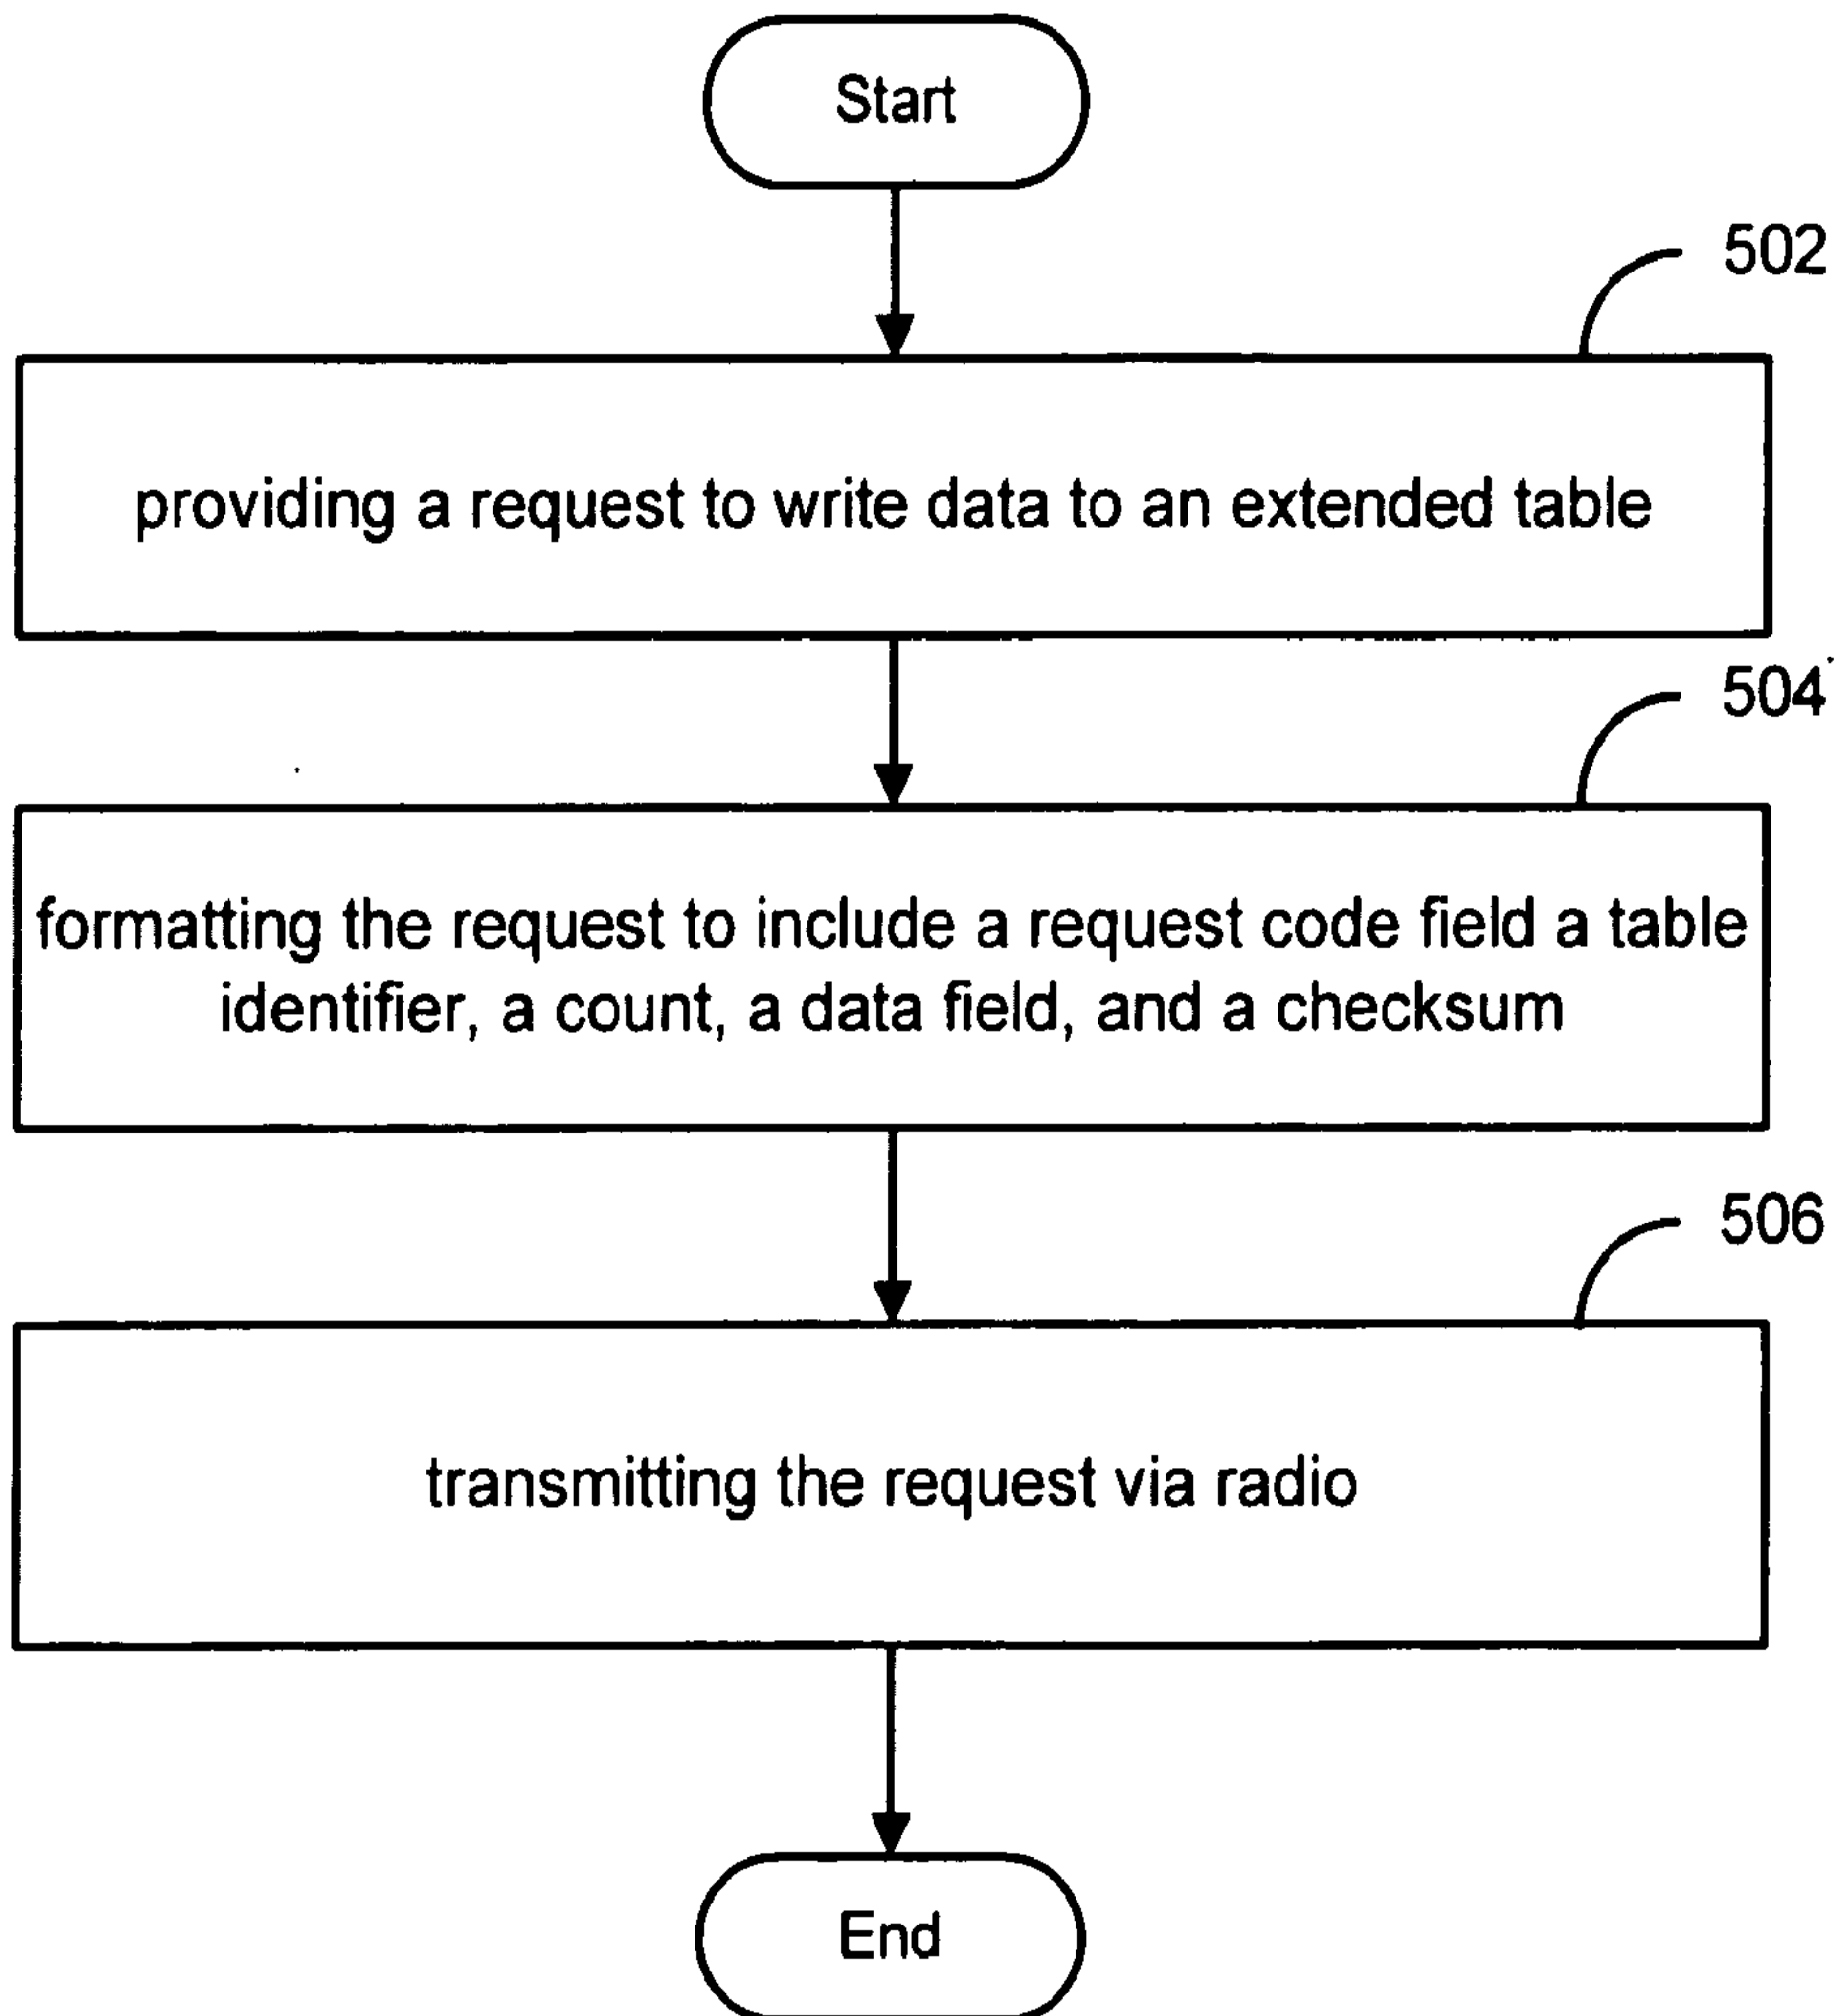 Start
502
providing a request to write data to an extended table
504
formatting the request to include a request code field a table
identifier, a count, a data field, and a checksum
506
transmitting the request via radio
End